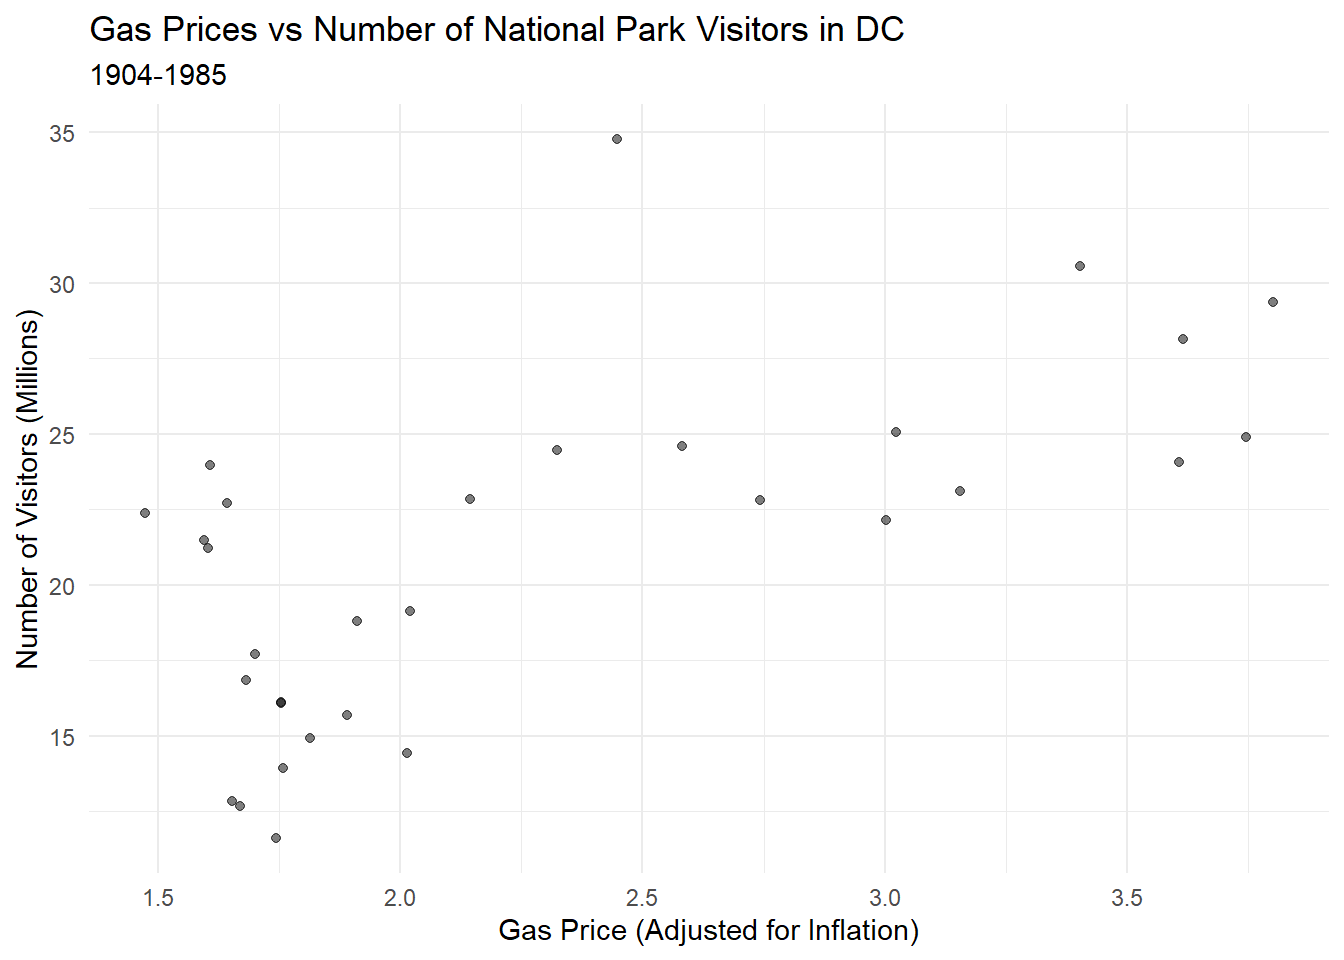 Gas Prices vs Number of National Park Visitors in DC
1904-1985
35
30
25
20
15
Number of Visitors (Millions)
1.5 2.0 2.5 3.0 3.5
Gas Price (Adjusted for Inflation)